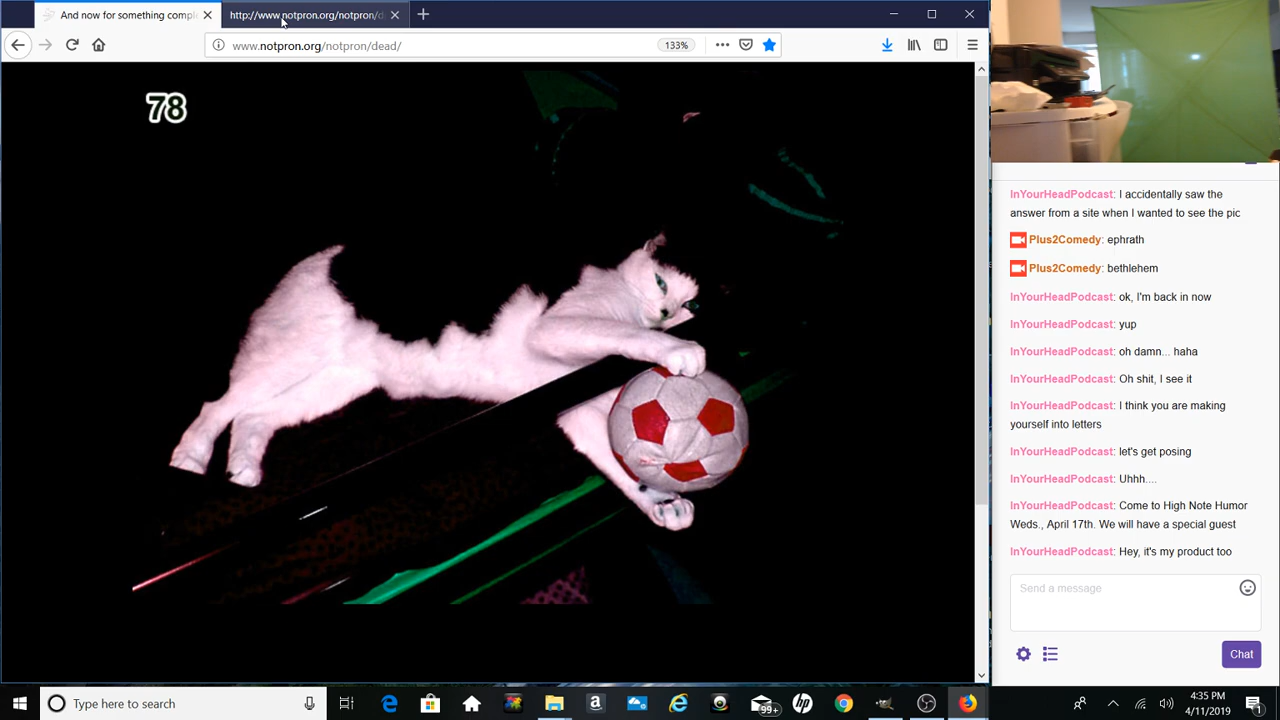 And now for something compl
http://www.notpron.org/notpron/d
www.notpron.org/notpron/dead/
133%
78
InYourHeadPodcast: I accidentally saw the
answer from a site when I wanted to see the pic
Plus2Comedy: ephrath
Plus2Comedy: bethlehem
InYourHeadPodcast: ok, I'm back in now
InYourHeadPodcast: yup
InYourHeadPodcast: oh damn... haha
InYourHeadPodcast: Oh shit, I see it
InYourHeadPodcast: I think you are making
yourself into letters
InYourHeadPodcast: let's get posing
InYourHeadPodcast: Uhhh....
InYourHeadPodcast: Come to High Note Humor
Weds., April 17th. We will have a special guest
InYourHeadPodcast: Hey, it's my product too
Send a message
Chat
Type here to search
99+
4:35 PM
4/11/2019